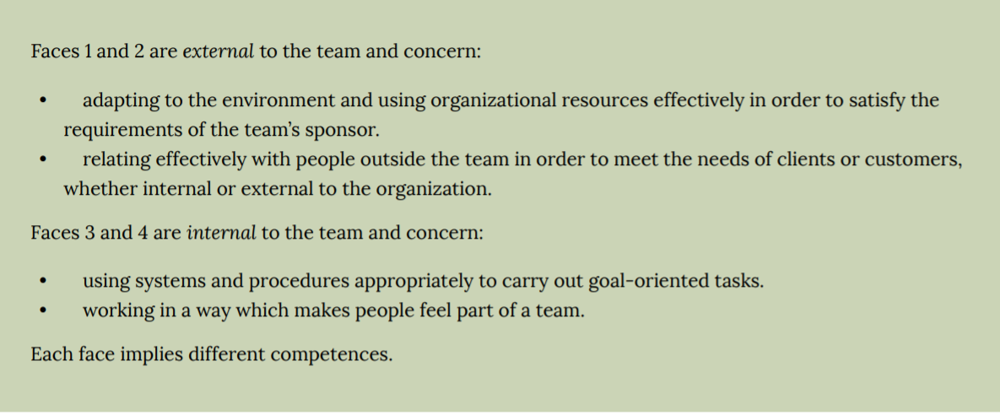 Faces 1 and 2 are external to the team and concern:
• adapting to the environment and using organizational resources effectively in order to satisfy the
requirements of the team’s sponsor.
• relating effectively with people outside the team in order to meet the needs of clients or customers,
whether internal or external to the organization.
Faces 3 and 4 are internal to the team and concern:
• using systems and procedures appropriately to carry out goal-oriented tasks.
• working in a way which makes people feel part of a team.
Each face implies different competences.